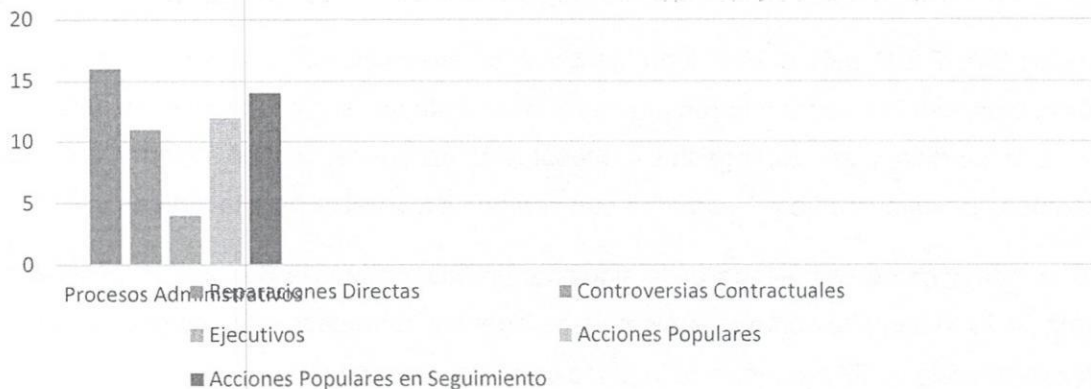 20
15
10
5
0
Procesos Administrativos
Reparaciones Directas Controversias Contractuales
Ejecutivos Acciones Populares
Acciones Populares en Seguimiento